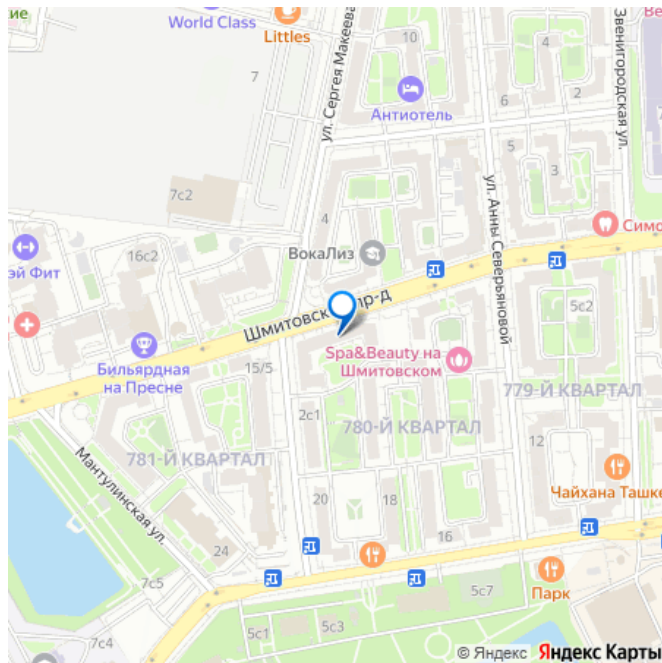 ие
World Class
Littles
ул. Сергея Макеева
10
4
Звенигородская ул.
Ве
7
Антиотель
2
6
7
5
3
ул. Анны Северьяновой
7с2
4
Симо
16с2
ВокаЛиз
эй Фит
Шмитовский пр-д
5с2
Бильярдная
на Пресне
15/5
Spa&Beauty на
Шмитовском
779-Й КВАРТАЛ
2с1
780-Й КВАРТАЛ
781-Й КВАРТАЛ
12
Мантулинская ул.
Чайхана Ташке
20
18
24
16
7с5
5с7
Парк
5с3
5с1
7с4
© Яндекс Яндекс Карты